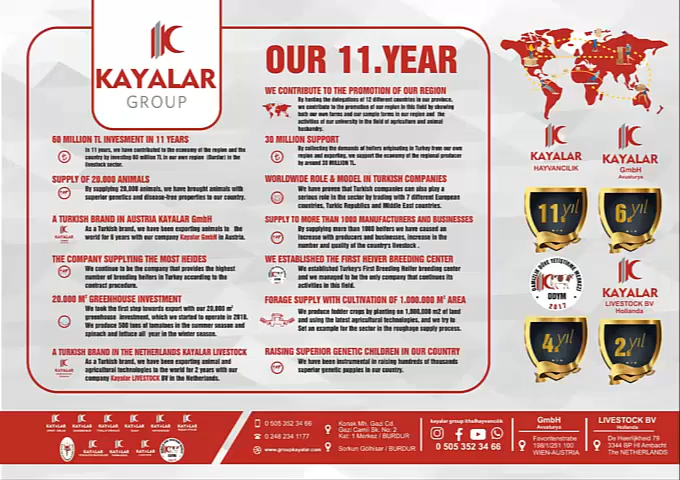 KAYALAR
GROUP
OUR 11.YEAR
WE CONTRIBUTE TO THE PROMOTION OF OUR REGION
By hosting the delegations of 12 different countries in our province,
we contribute to the promotion of our region in this field by showing
both our own farms and our sample farms in our region and the
activities of our university in the field of agriculture and animal
husbandry.
60 MILLION TL INVESMENT IN 11 YEARS
In 11 years, we have contributed to the economy of the region and the
country by investing 60 million TL in our own region (Burdur) in the
livestock sector.
SUPPLY OF 20.000 ANIMALS
By supplying 20,000 animals, we have brought animals with
superior genetics and disease-free properties to our country.
A TURKISH BRAND IN AUSTRIA KAYALAR GmbH
As a Turkish brand, we have been exporting animals to the
world for 6 years with our company Kayalar GmbH in Austria.
THE COMPANY SUPPLYING THE MOST HEIDES
We continue to be the company that provides the highest
number of breeding heifers in Turkey according to the
contract procedure.
20.000 M² GREENHOUSE INVESTMENT
We took the first step towards export with our 20,000 m²
greenhouse investment, which we started to operate in 2018.
We produce 500 tons of tomatoes in the summer season and
spinach and lettuce all year in the winter season.
A TURKISH BRAND IN THE NETHERLANDS KAYALAR LIVESTOCK
As a Turkish brand, we have been exporting animal and
agricultural technologies to the world for 2 years with our
company Kayalar LIVESTOCK BV in the Netherlands.
30 MILLION SUPPORT
By collecting the demands of heifers originating in Turkey from our own
region and exporting, we support the economy of the regional producer
by around 30 MILLION TL.
WORLDWIDE ROLE & MODEL IN TURKISH COMPANIES
We have proven that Turkish companies can also play a
serious role in the sector by trading with 7 different European
countries, Turkic Republics and Middle East countries.
SUPPLY TO MORE THAN 1000 MANUFACTURERS AND BUSINESSES
By supplying more than 1000 heifers we have caused an
increase with producers and businesses, increase in the
number and quality of the country's livestock .
WE ESTABLISHED THE FIRST HEIVER BREEDING CENTER
We established Turkey's First Breeding Heifer breeding center
and we managed to be the only company that continues its
activities in this field.
FORAGE SUPPLY WITH CULTIVATION OF 1.000.000 M² AREA
We produce fodder crops by planting on 1,000,000 m2 of land
and using the latest agricultural technologies, and we try to
Set an example for the sector in the roughage supply process.
RAISING SUPERIOR GENETIC CHILDREN IN OUR COUNTRY
We have been instrumental in raising hundreds of thousands
superior genetic puppies in our country.
KAYALAR
HAYVANCILIK
KAYALAR
GmbH
Avusturya
11. yıl
6. yıl
DAMIZLIK DÜVE YETİŞTİRME MERKEZİ
DDYM
2017
KAYALAR
LIVESTOCK BV
Hollanda
4. yıl
2. yıl
0 505 352 34 66
0 248 234 1177
www.groupkayalar.com
Konak Mh. Gazi Cd.
Gazi Camii Sk. No: 2
Kat: 1 Merkez / BURDUR
Sorkun Gölhisar / BURDUR
kayalar group ithalhayvancilik
0 505 352 34 66
GmbH
Avusturya
Favoritenstrabe
198/1/251 100
WIEN-AUSTRIA
LIVESTOCK BV
Hollanda
De Heerlijkheid 79
3344 BP HI Ambacht
The NETHERLANDS